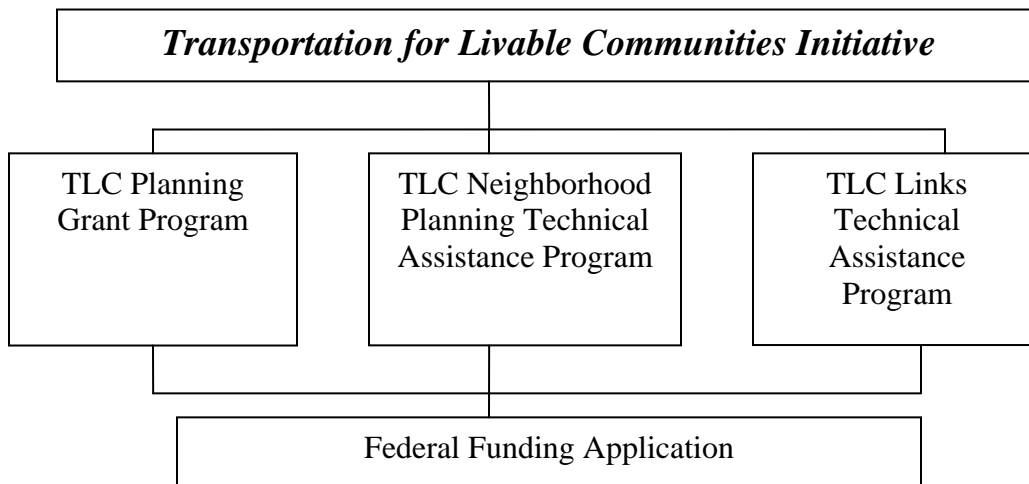 Transportation for Livable Communities Initiative
TLC Planning
Grant Program
TLC Neighborhood
Planning Technical
Assistance Program
TLC Links
Technical
Assistance
Program
Federal Funding Application